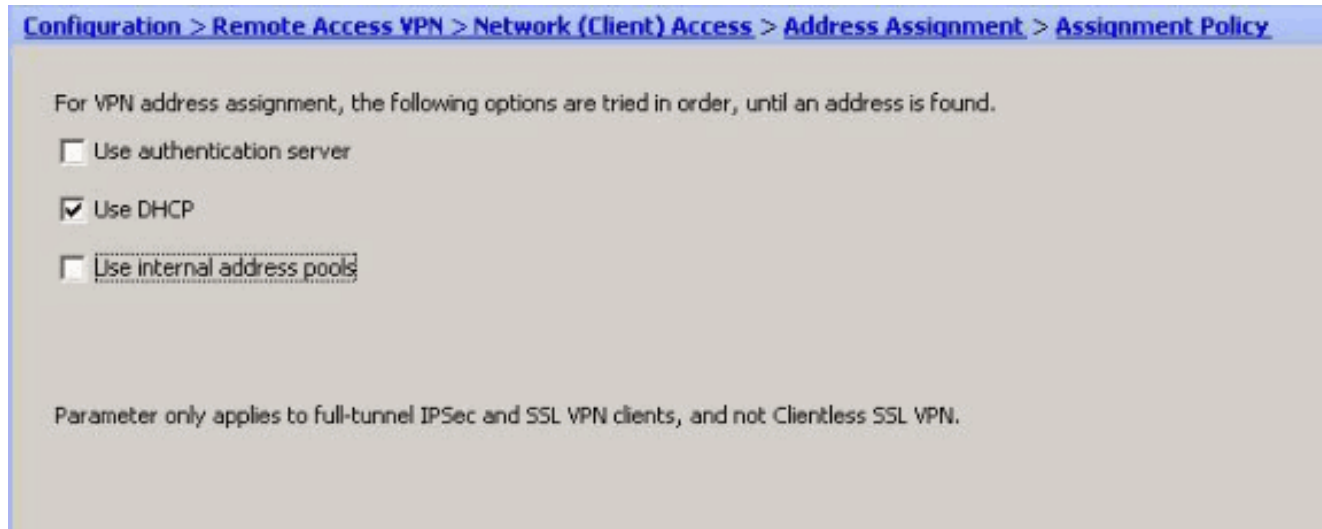 Configuration > Remote Access VPN > Network (Client) Access > Address Assignment > Assignment Policy
For VPN address assignment, the following options are tried in order, until an address is found.
Use authentication server
Use DHCP
Use internal address pools
Parameter only applies to full-tunnel IPSec and SSL VPN clients, and not Clientless SSL VPN.